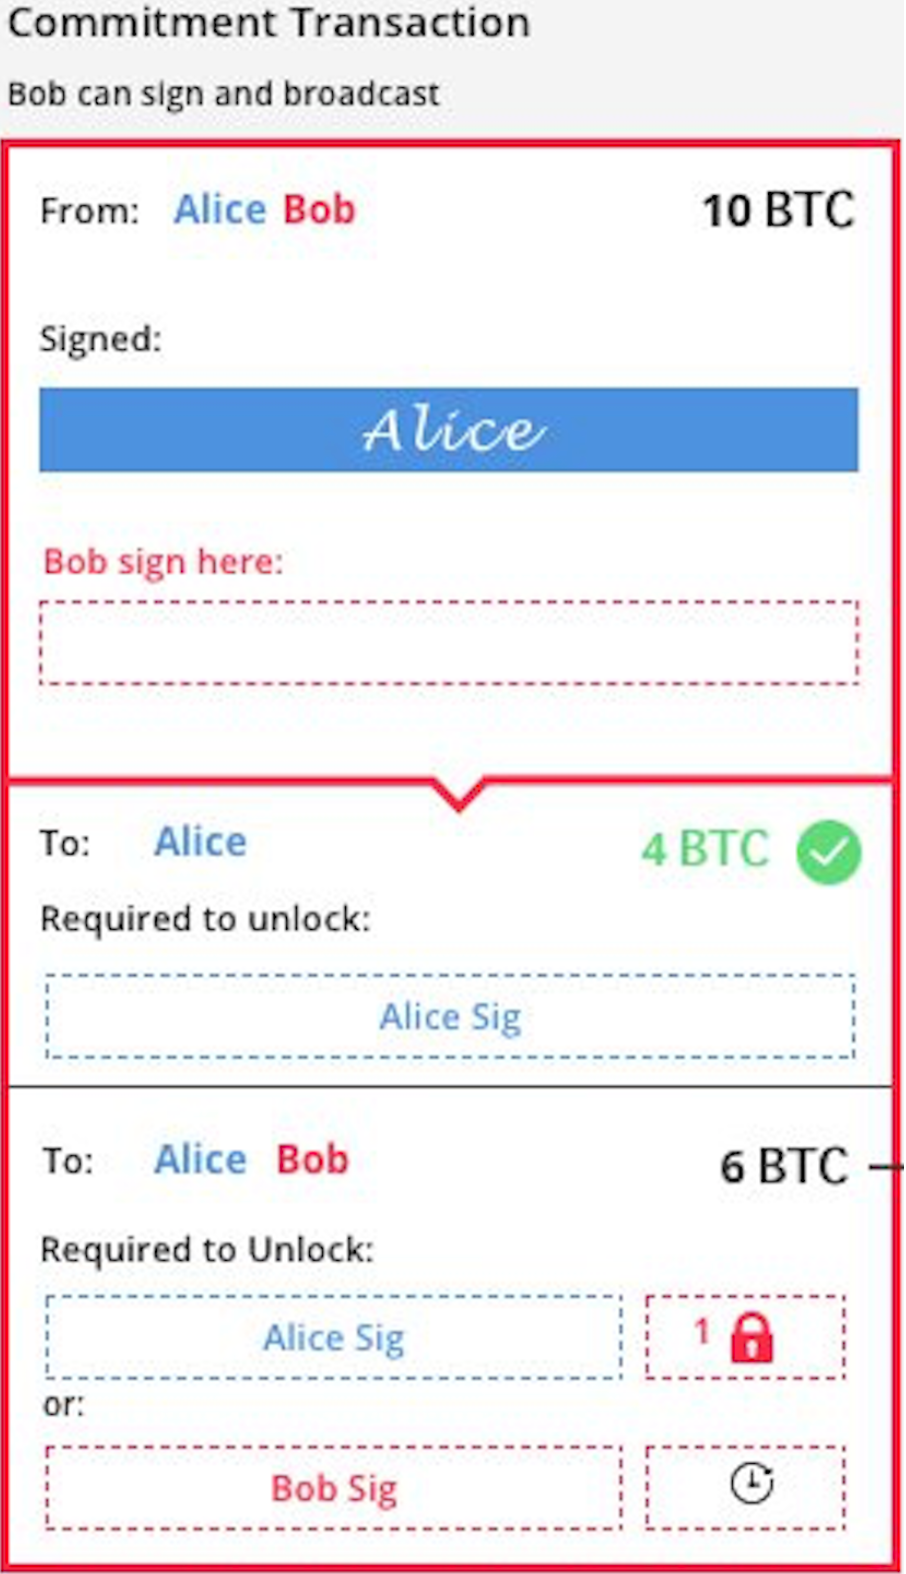 Commitment Transaction
Bob can sign and broadcast
From: Alice Bob 10 BTC
Signed:
Alice
Bob sign here:
To: Alice 4 BTC
Required to unlock:
Alice Sig
To: Alice Bob 6 BTC
Required to Unlock:
Alice Sig 1
or:
Bob Sig